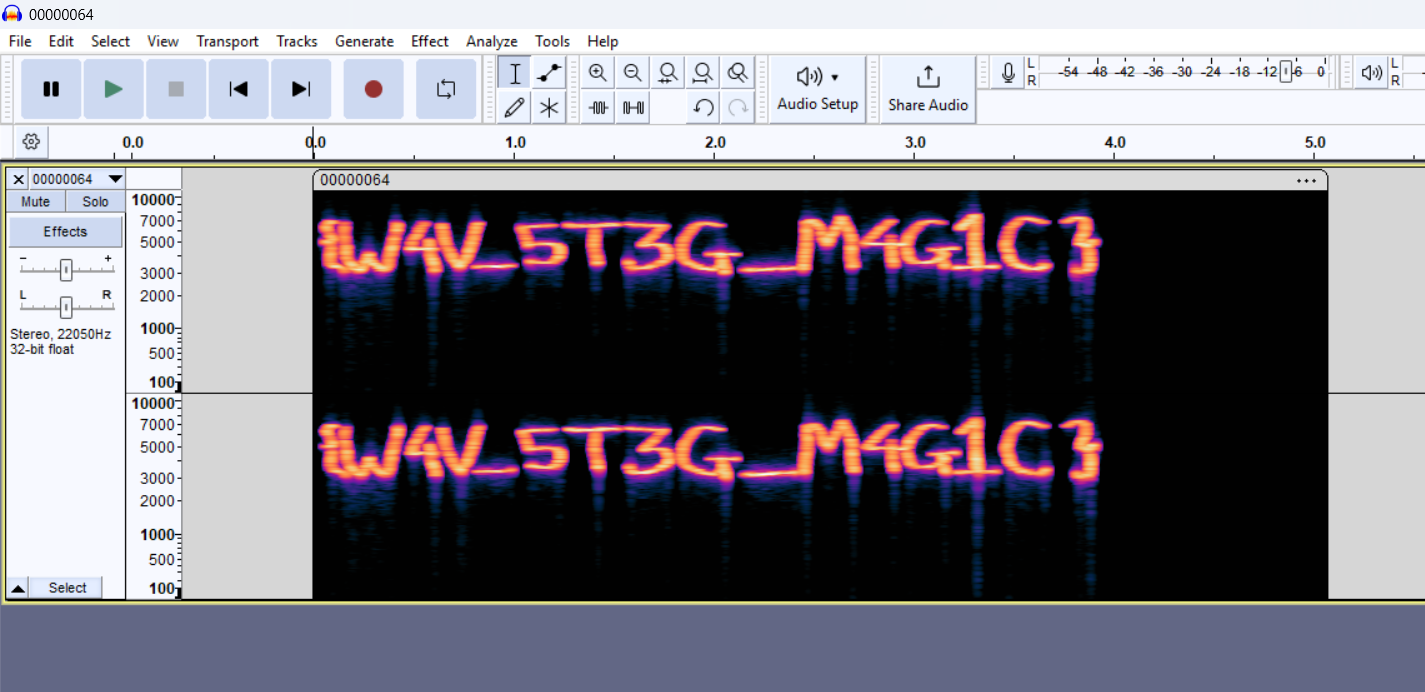 00000064
File Edit Select View Transport Tracks Generate Effect Analyze Tools Help
-54 -48 -42 -36 -30 -24 -18 -12 -6 0
L
R
L
R
Audio Setup
Share Audio
0.0 0.0 1.0 2.0 3.0 4.0 5.0
00000064
00000064
Mute Solo
Effects
- +
L R
Stereo, 22050Hz
32-bit float
Select
10000
7000
5000
3000
2000
1000
500
100
10000
7000
5000
3000
2000
1000
500
100
{W4V_5T3G_M4G1C}
{W4V_5T3G_M4G1C}